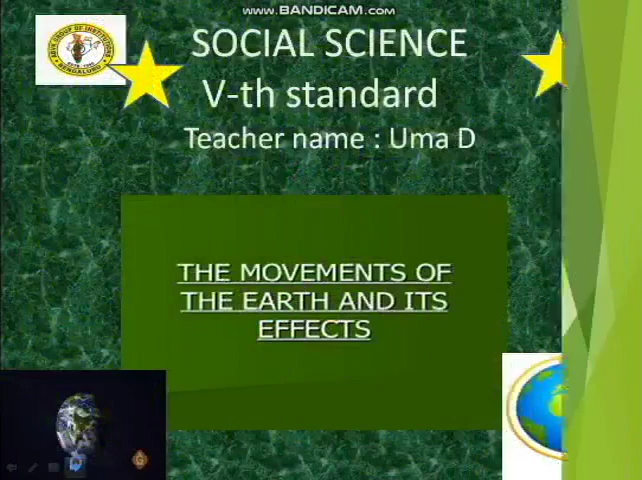 WWW.BANDICAM.COM
SOCIAL SCIENCE
V-th standard
Teacher name : Uma D
THE MOVEMENTS OF
THE EARTH AND ITS
EFFECTS